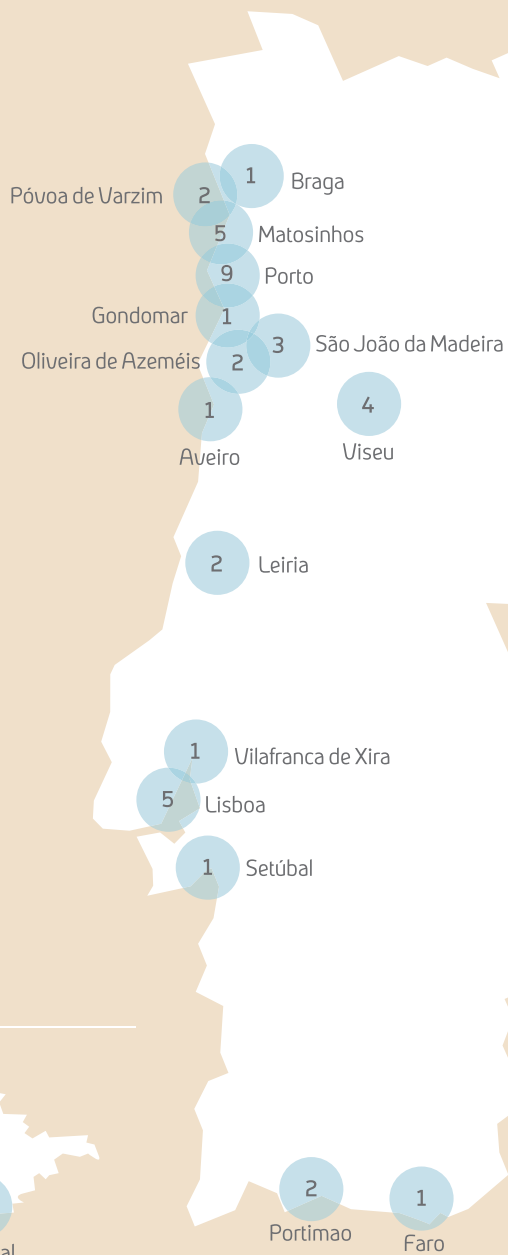 1
Braga
Póvoa de Varzim
2
5
Matosinhos
9
Porto
Gondomar
1
3
São João da Madeira
Oliveira de Azeméis
2
4
Viseu
1
Aveiro
2
Leiria
1
Vilafranca de Xira
5
Lisboa
1
Setúbal
2
Portimao
1
Faro